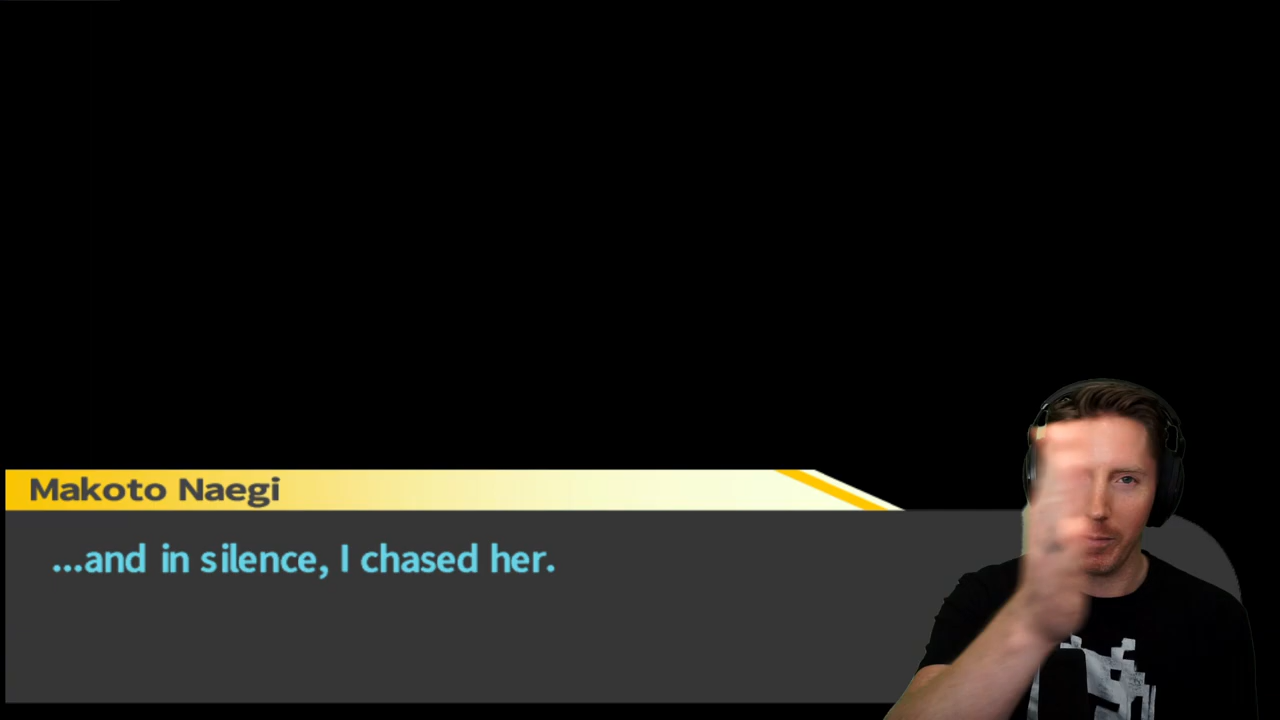 Makoto Naegi
...and in silence, I chased her.